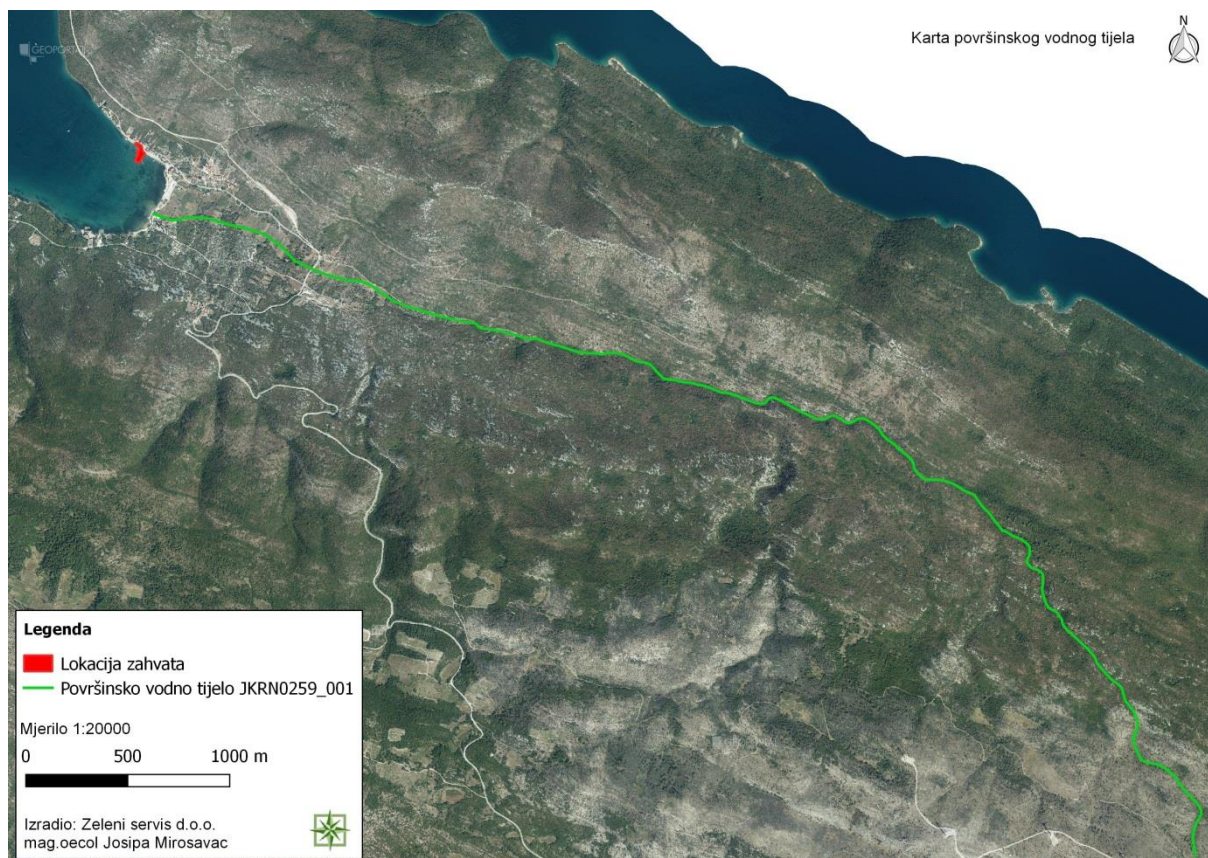 GEOPORTAL
Karta površinskog vodnog tijela
N
Legenda
Lokacija zahvata
Površinsko vodno tijelo JKRN0259_001
Mjerilo 1:20000
0 500 1000 m
Izradio: Zeleni servis d.o.o.
mag.oecol Josipa Mirosavac